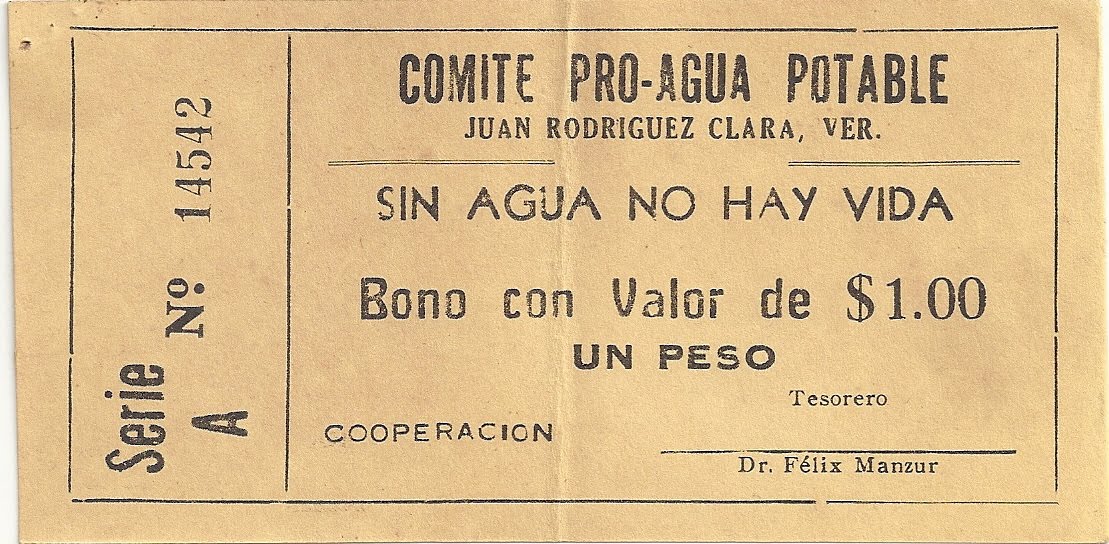 Serie
A
Nº. 14542
COMITE PRO-AGUA POTABLE
JUAN RODRIGUEZ CLARA, VER.
SIN AGUA NO HAY VIDA
Bono con Valor de $1.00
UN PESO
Tesorero
COOPERACION
Dr. Félix Manzur